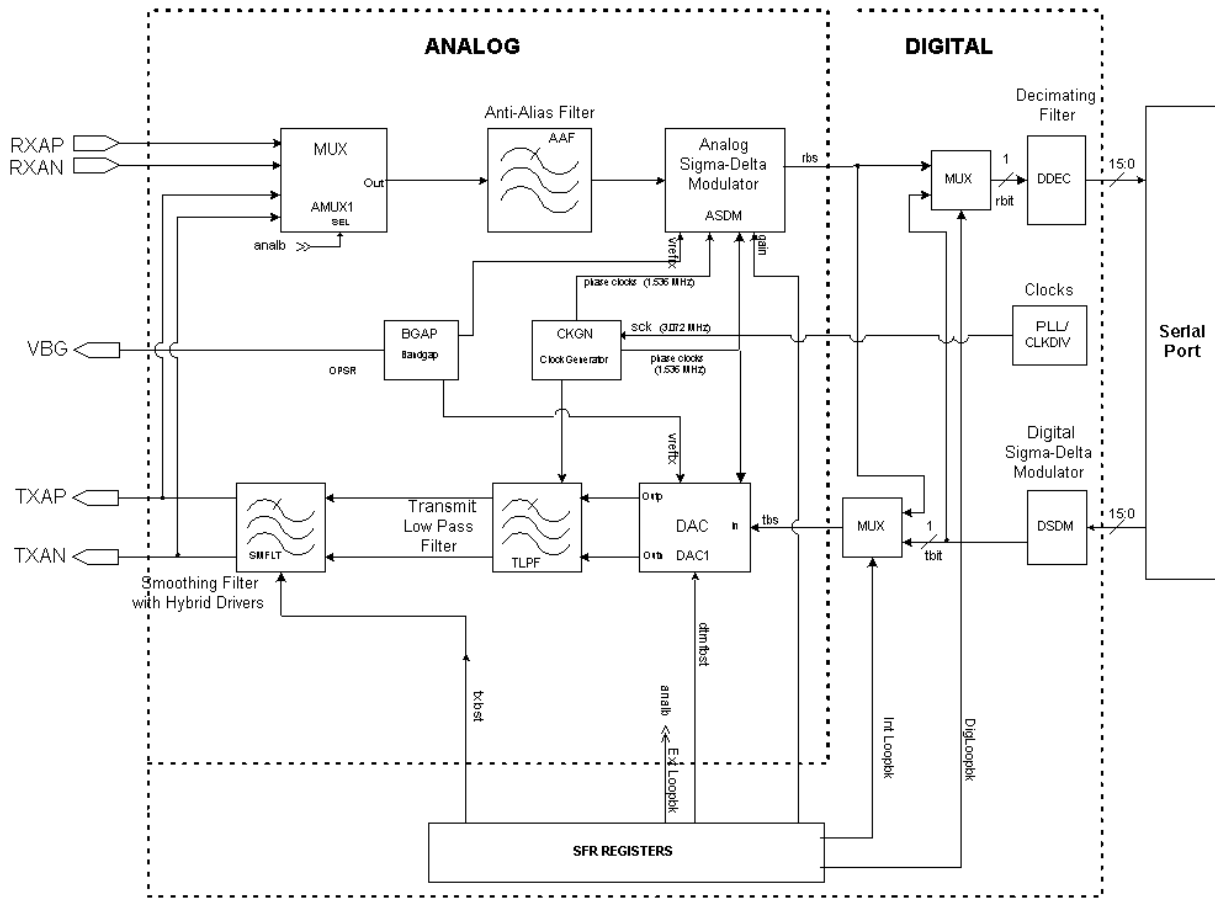 ANALOG
DIGITAL
Anti-Alias Filter
Decimating
Filter
RXAP
RXAN
MUX
Out
AMUX1
SEL
analb
AAF
Analog
Sigma-Delta
Modulator
ASDM
rbs
MUX
1
rbit
DDEC
15:0
vreftx
gain
phase clocks (1.536 MHz)
Clocks
VBG
BGAP
Bandgap
OPSR
CKGN
Clock Generator
sck (3.072 MHz)
phase clocks
(1.536 MHz)
PLL/
CLKDIV
Serial
Port
vreftx
Digital
Sigma-Delta
Modulator
TXAP
TXAN
SMFLT
Smoothing Filter
with Hybrid Drivers
Transmit
Low Pass
Filter
TLPF
Outp
Outn
DAC
DAC1
In
tbs
MUX
1
tbit
DSDM
15:0
txbst
analb
Ext Loopbk
dtmfbst
Int Loopbk
DigLoopbk
SFR REGISTERS